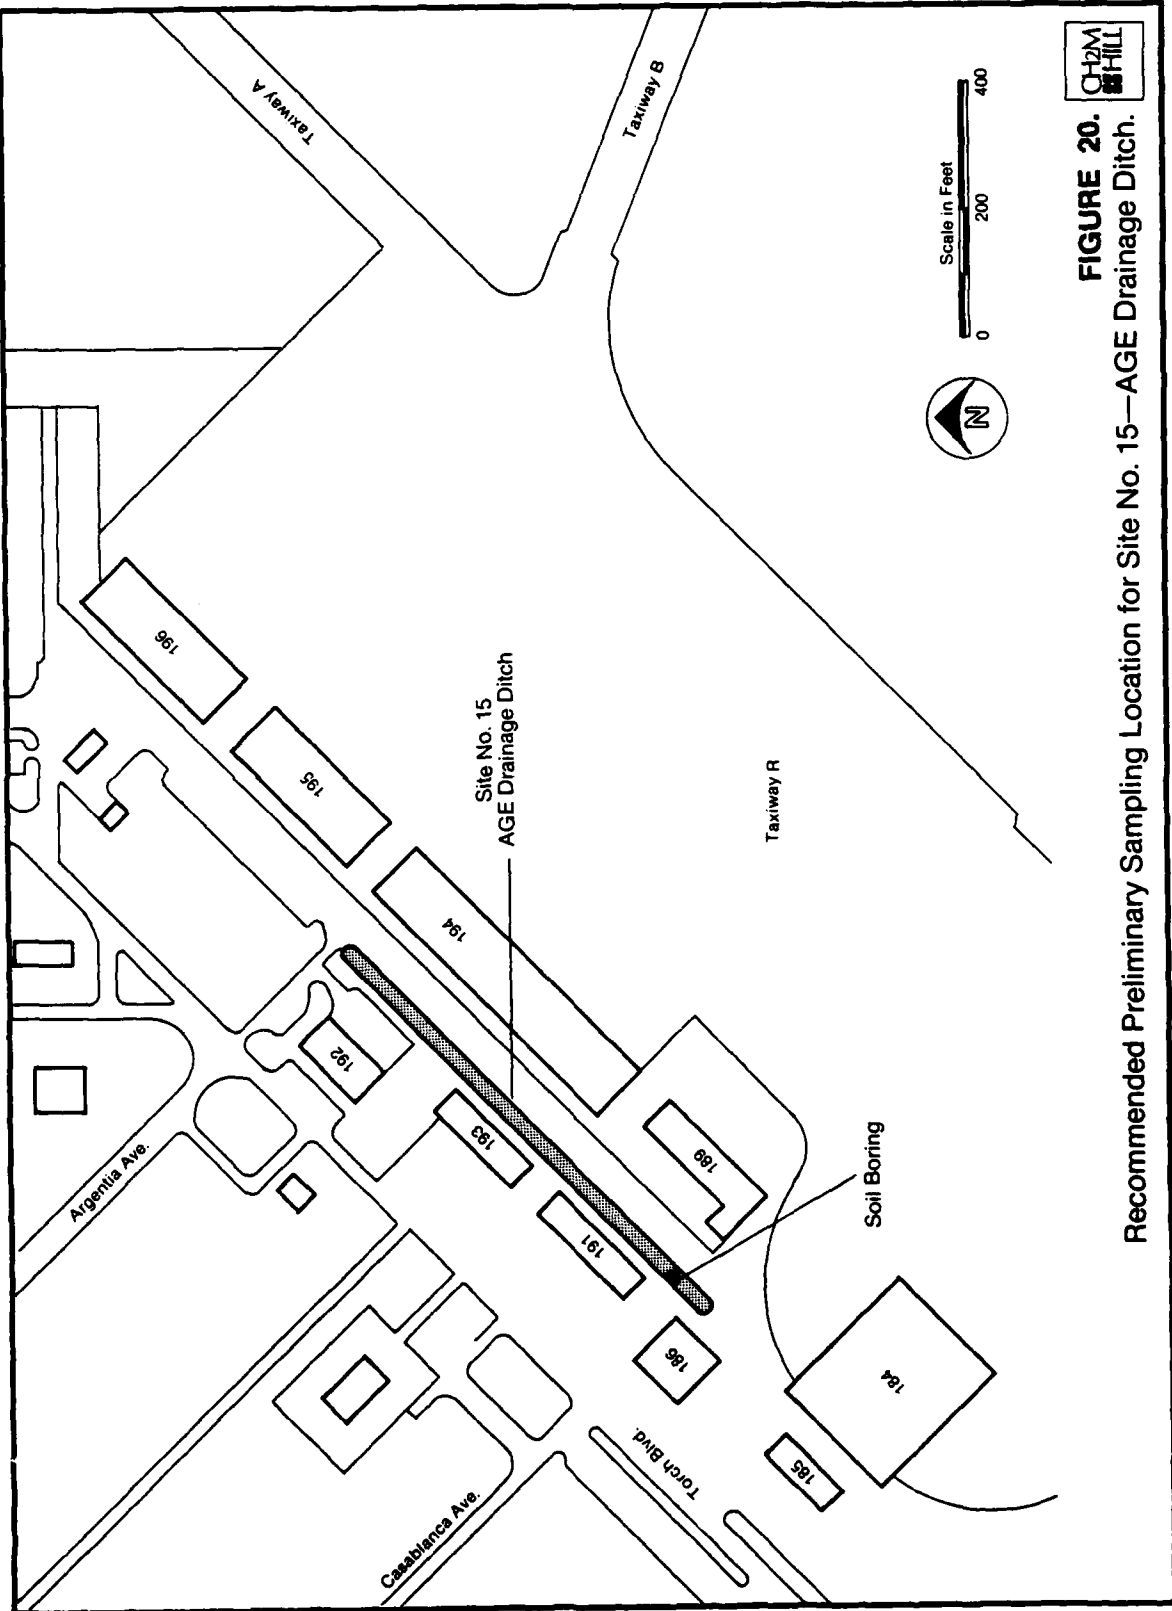 Taxiway A
Taxiway B
196
195
194
Site No. 15
AGE Drainage Ditch
Taxiway R
192
193
191
189
Soil Boring
186
184
185
Argentia Ave.
Casablanca Ave.
Torch Blvd.
Scale in Feet
0 200 400
N
CH2M
HILL
FIGURE 20.
Recommended Preliminary Sampling Location for Site No. 15—AGE Drainage Ditch.